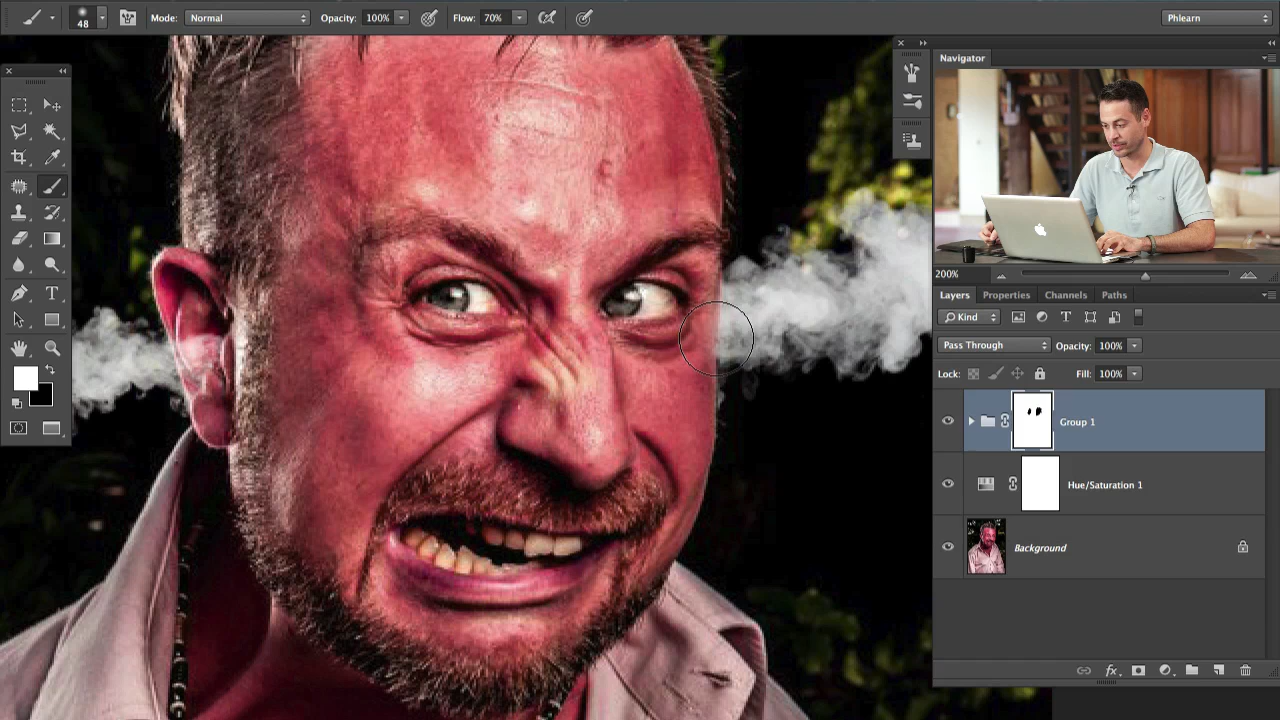 48 Mode: Normal Opacity: 100% Flow: 70% Phlearn
Navigator
200%
Layers Properties Channels Paths
Kind
Pass Through Opacity: 100%
Lock: Fill: 100%
Group 1
Hue/Saturation 1
Background